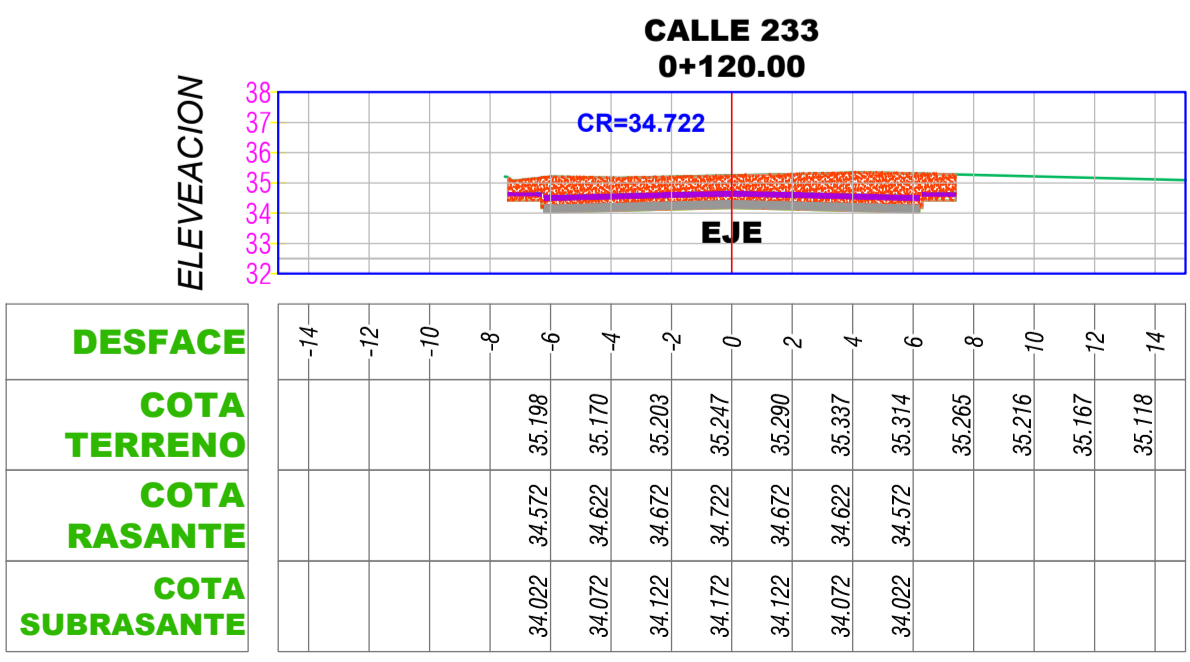 CALLE 233
0+120.00
ELEVEACION
38
37
36
35
34
33
32
CR=34.722
EJE
DESFACE
-14 -12 -10 -8 -6 -4 -2 0 2 4 6 8 10 12 14
COTA
TERRENO
35.198 35.170 35.203 35.247 35.290 35.337 35.314 35.265 35.216 35.167 35.118
COTA
RASANTE
34.572 34.622 34.672 34.722 34.672 34.622 34.572
COTA
SUBRASANTE
34.022 34.072 34.122 34.172 34.122 34.072 34.022